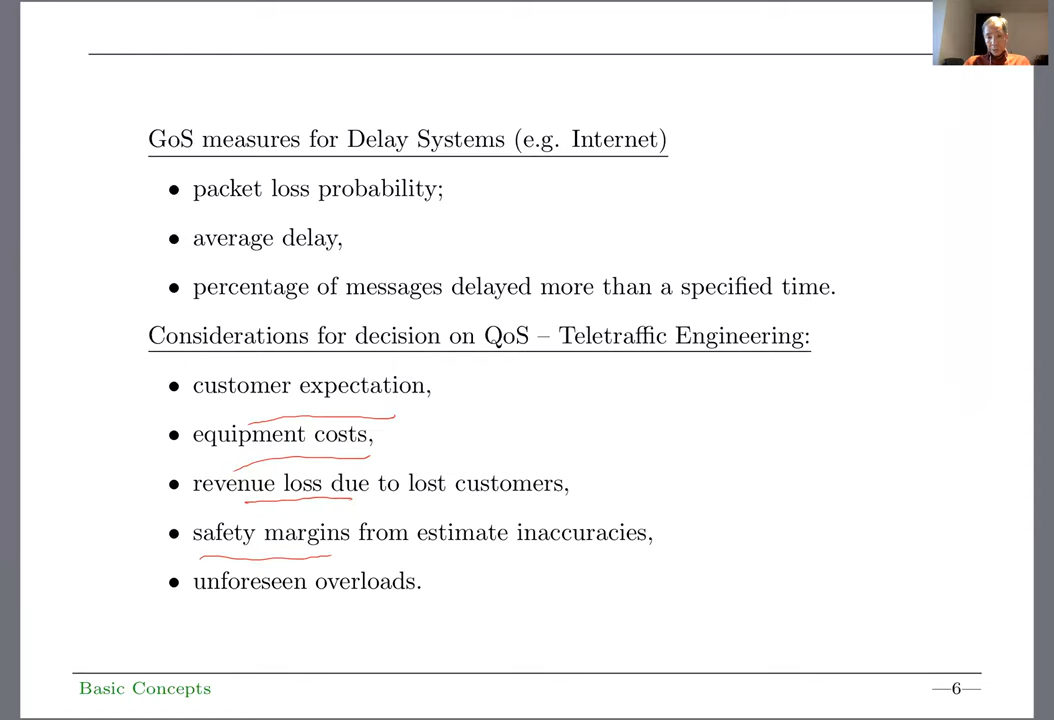 GoS measures for Delay Systems (e.g. Internet)
• packet loss probability;
• average delay,
• percentage of messages delayed more than a specified time.
Considerations for decision on QoS – Teletraffic Engineering:
• customer expectation,
• equipment costs,
• revenue loss due to lost customers,
• safety margins from estimate inaccuracies,
• unforeseen overloads.
Basic Concepts
—6—